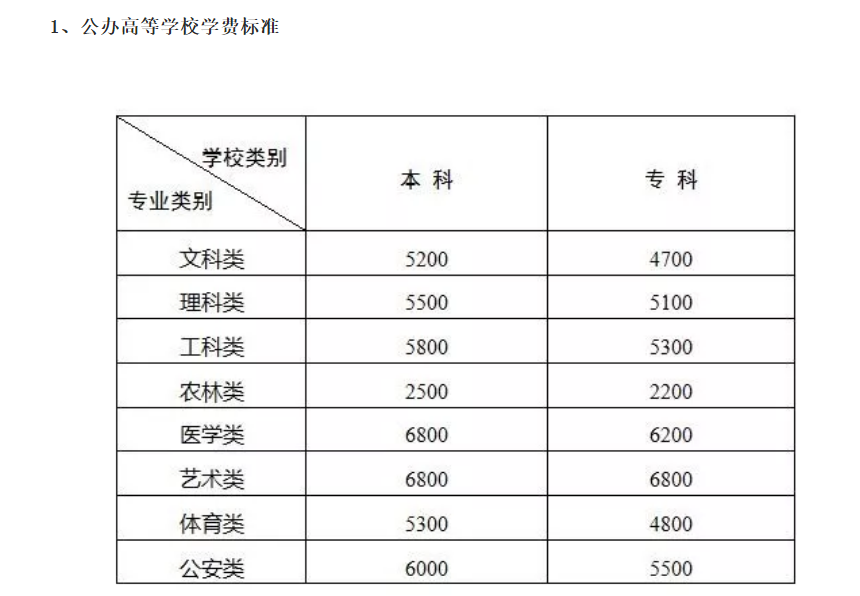 1、公办高等学校学费标准
学校类别
专业类别
本 科
专 科
文科类 5200 4700
理科类 5500 5100
工科类 5800 5300
农林类 2500 2200
医学类 6800 6200
艺术类 6800 6800
体育类 5300 4800
公安类 6000 5500